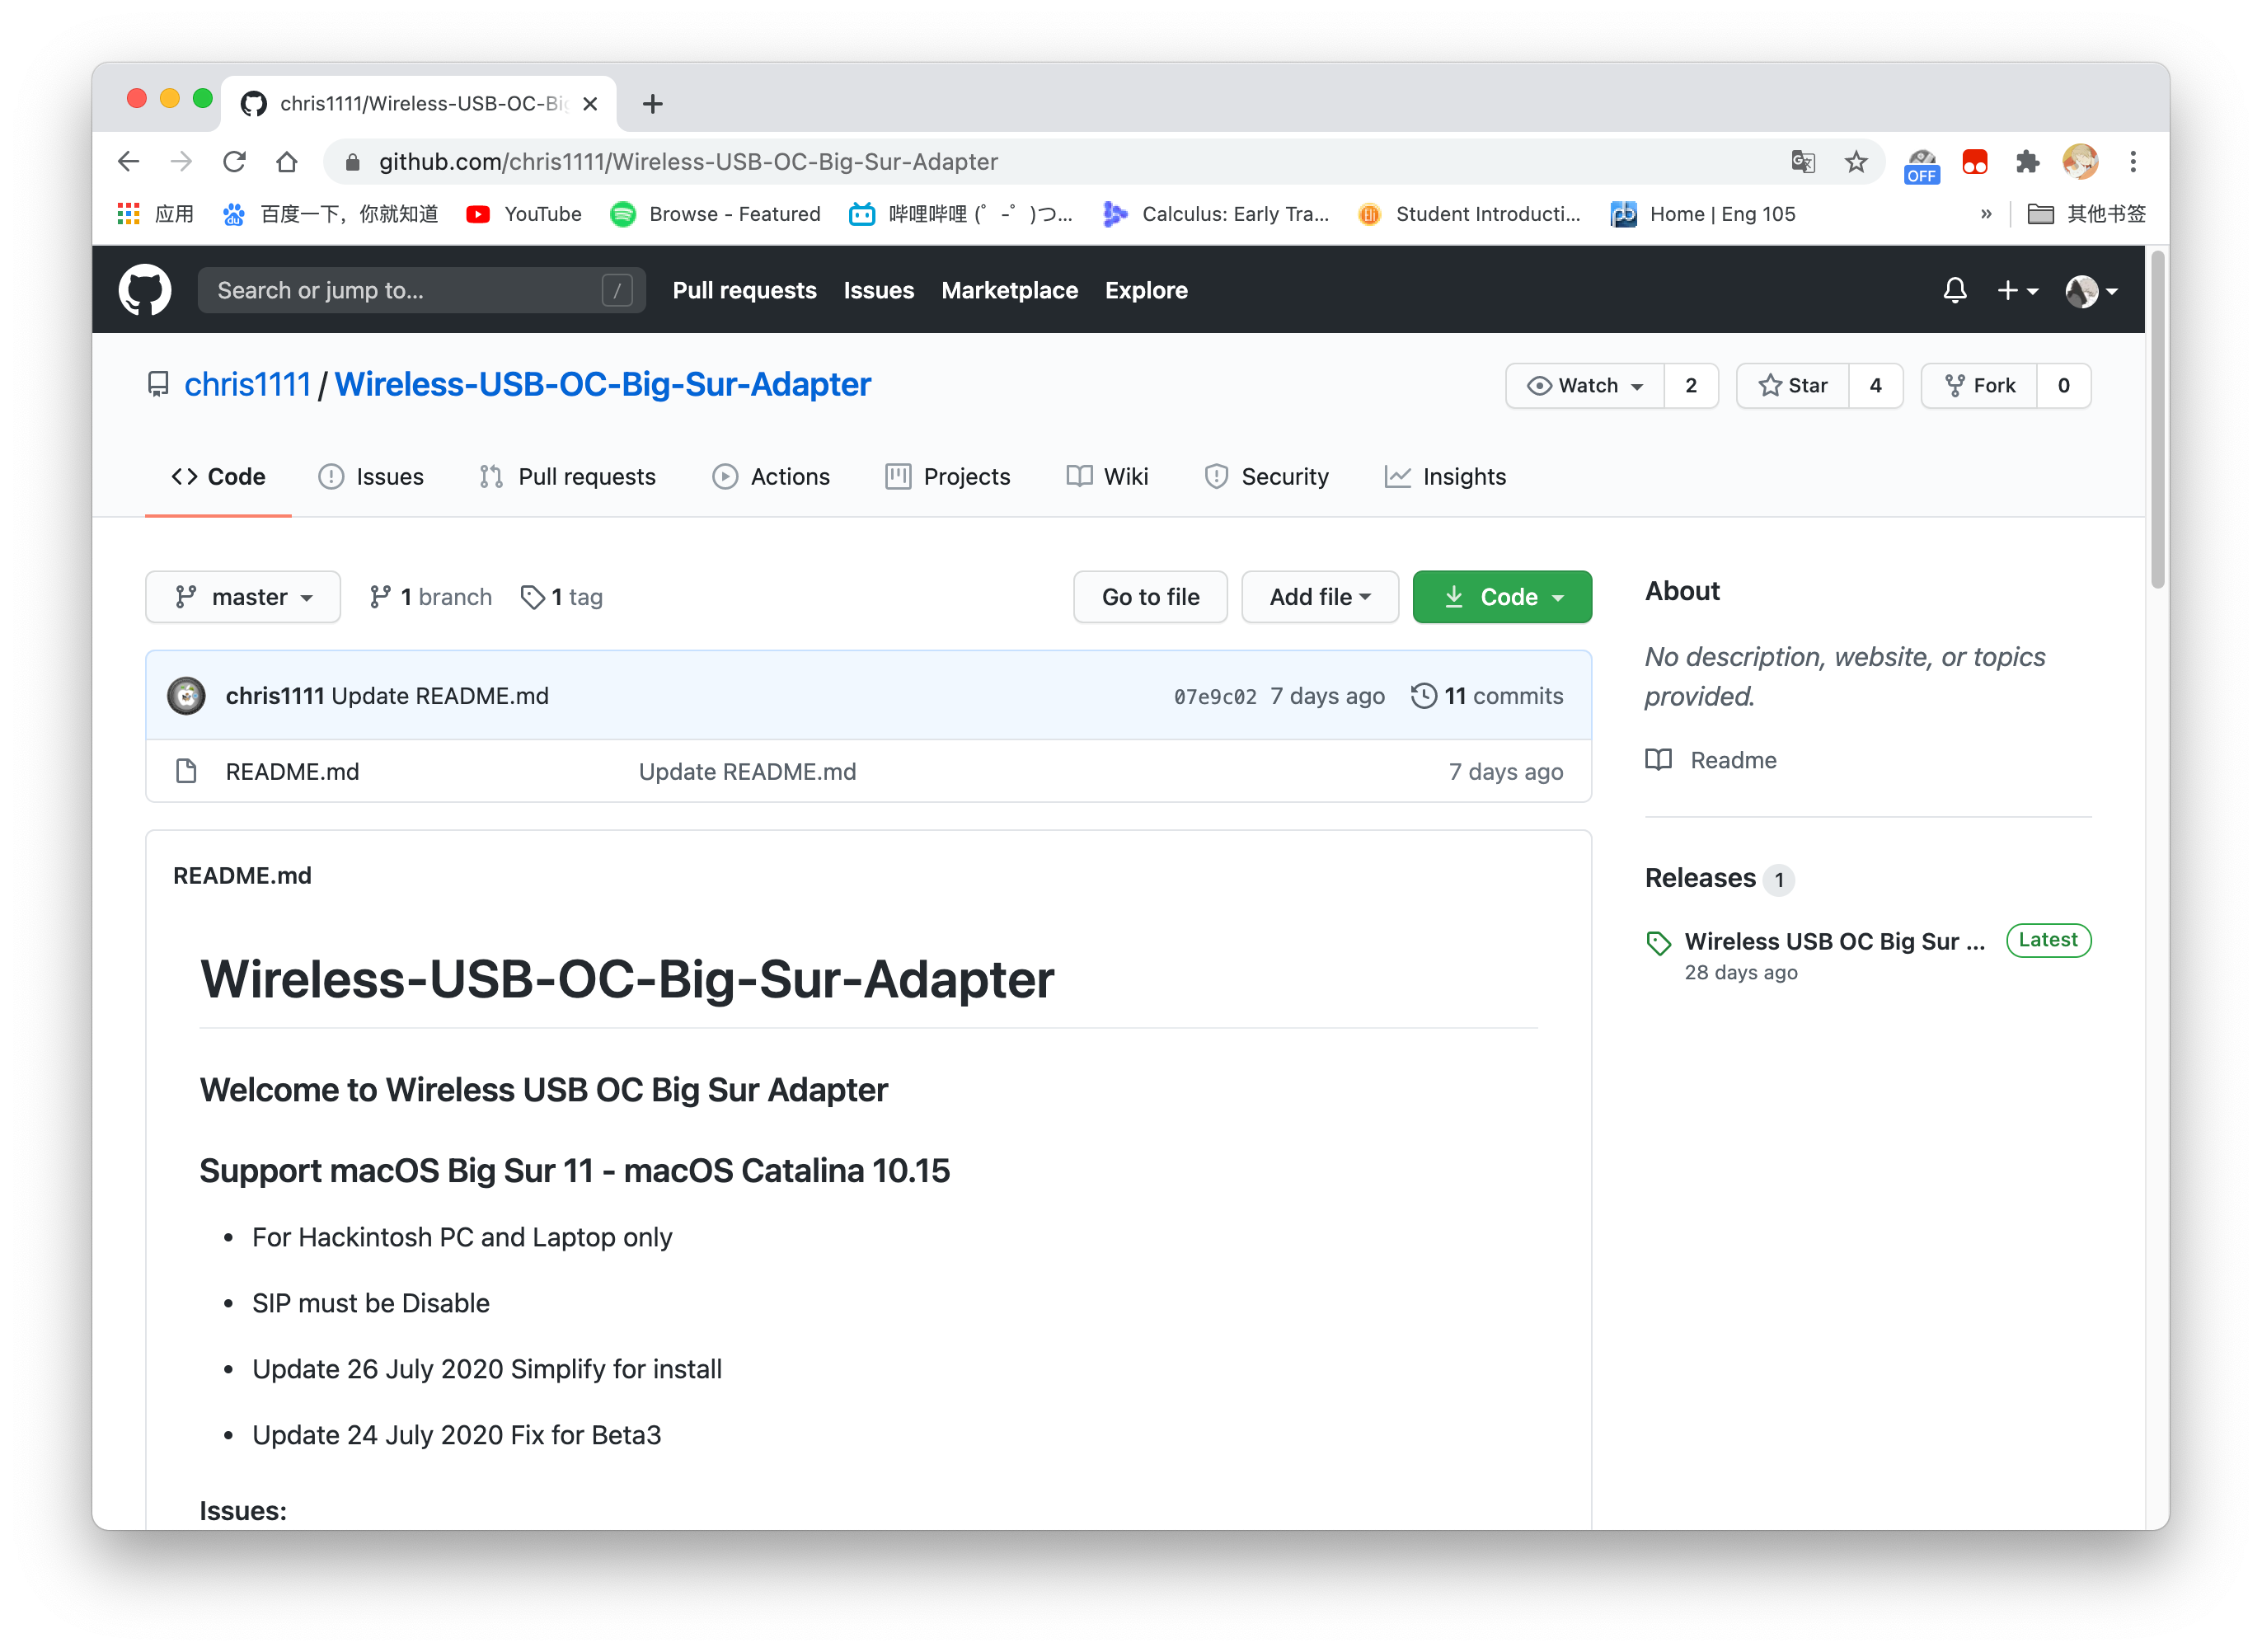 chris1111/Wireless-USB-OC-Big
github.com/chris1111/Wireless-USB-OC-Big-Sur-Adapter
OFF
应用 百度一下，你就知道 YouTube Browse - Featured 哔哩哔哩 (゜-゜)つ... Calculus: Early Tra... Student Introducti... Home | Eng 105 » 其他书签
Search or jump to... / Pull requests Issues Marketplace Explore
chris1111 / Wireless-USB-OC-Big-Sur-Adapter Watch 2 Star 4 Fork 0
Code Issues Pull requests Actions Projects Wiki Security Insights
master 1 branch 1 tag Go to file Add file Code
chris1111 Update README.md 07e9c02 7 days ago 11 commits
README.md Update README.md 7 days ago
About
No description, website, or topics
provided.
Readme
Releases 1
Wireless USB OC Big Sur ... Latest
28 days ago
README.md
Wireless-USB-OC-Big-Sur-Adapter
Welcome to Wireless USB OC Big Sur Adapter
Support macOS Big Sur 11 - macOS Catalina 10.15
• For Hackintosh PC and Laptop only
• SIP must be Disable
• Update 26 July 2020 Simplify for install
• Update 24 July 2020 Fix for Beta3
Issues: